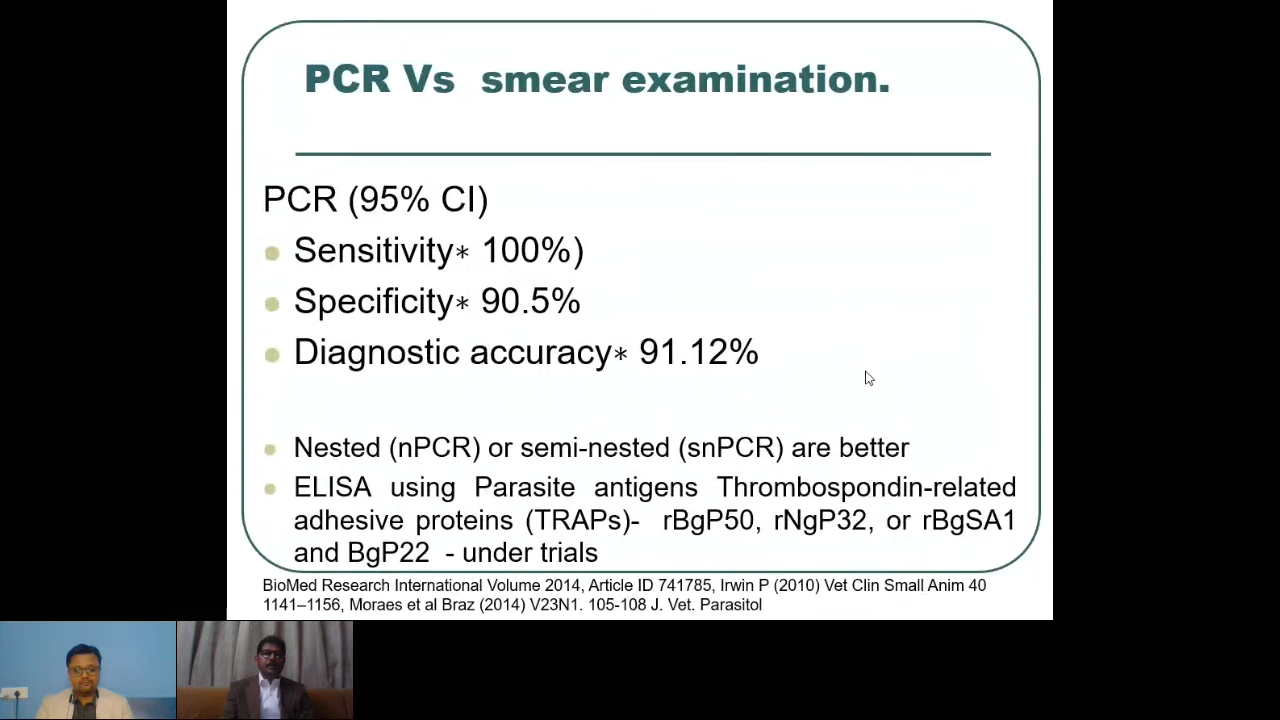 PCR Vs smear examination.
PCR (95% CI)
Sensitivity∗ 100%)
Specificity∗ 90.5%
Diagnostic accuracy∗ 91.12%
Nested (nPCR) or semi-nested (snPCR) are better
ELISA using Parasite antigens Thrombospondin-related
adhesive proteins (TRAPs)- rBgP50, rNgP32, or rBgSA1
and BgP22 - under trials
BioMed Research International Volume 2014, Article ID 741785, Irwin P (2010) Vet Clin Small Anim 40
1141–1156, Moraes et al Braz (2014) V23N1. 105-108 J. Vet. Parasitol